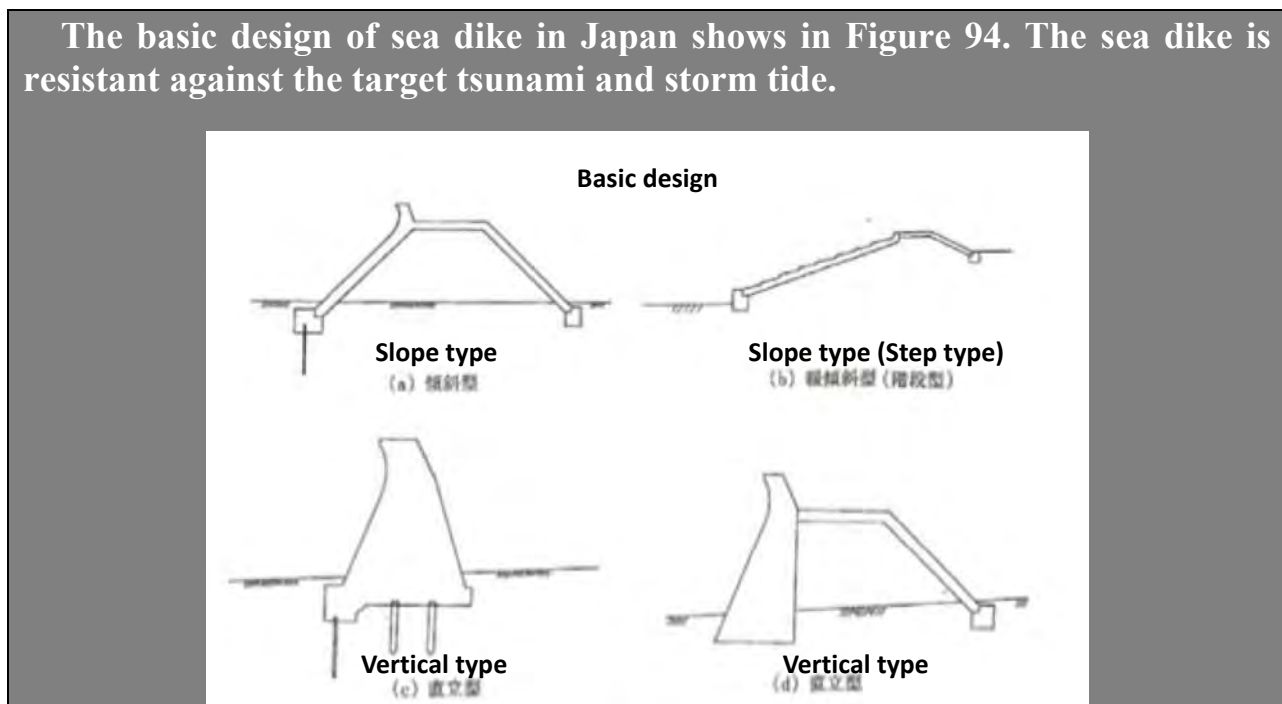 The basic design of sea dike in Japan shows in Figure 94. The sea dike is
resistant against the target tsunami and storm tide.
Basic design
Slope type
(a) 傾斜型
Slope type (Step type)
(b) 緩傾斜型(階段型)
Vertical type
(c) 直立型
Vertical type
(d) 直立型